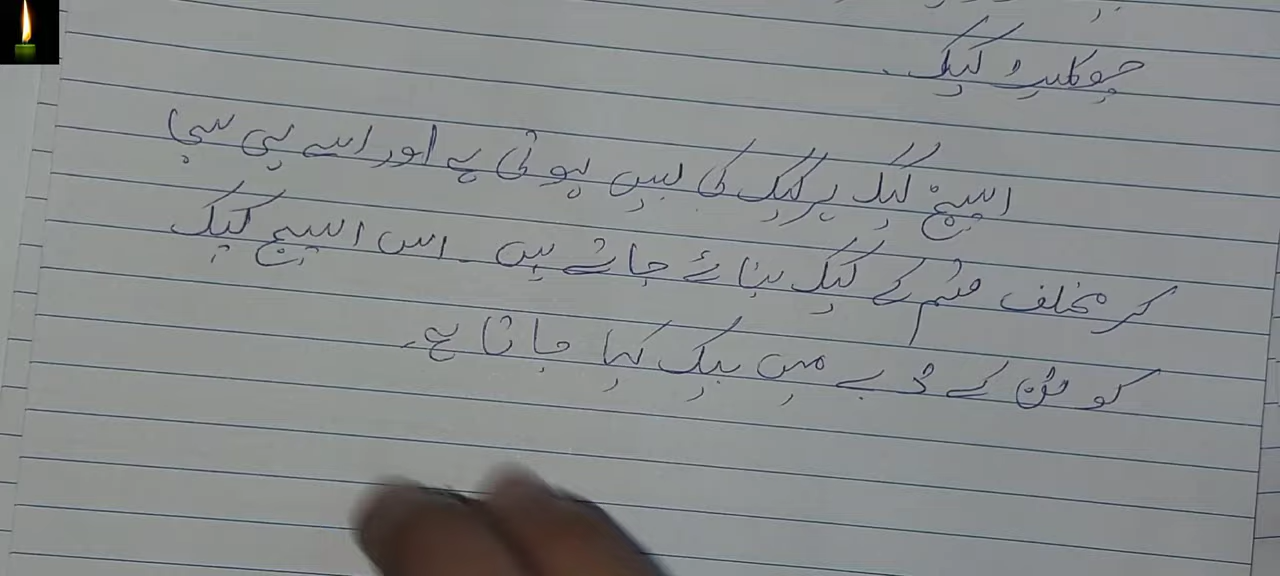 چوکلیٹ کیک۔
اسپنج کیک ہر کیک کی بیس ہوتی ہے اور اسے ہی سجا
کر مختلف قسم کے کیک بنائے جاتے ہیں۔ اس اسپنج کیک
کو ٹن کے ڈبے میں بیک کیا جاتا ہے۔